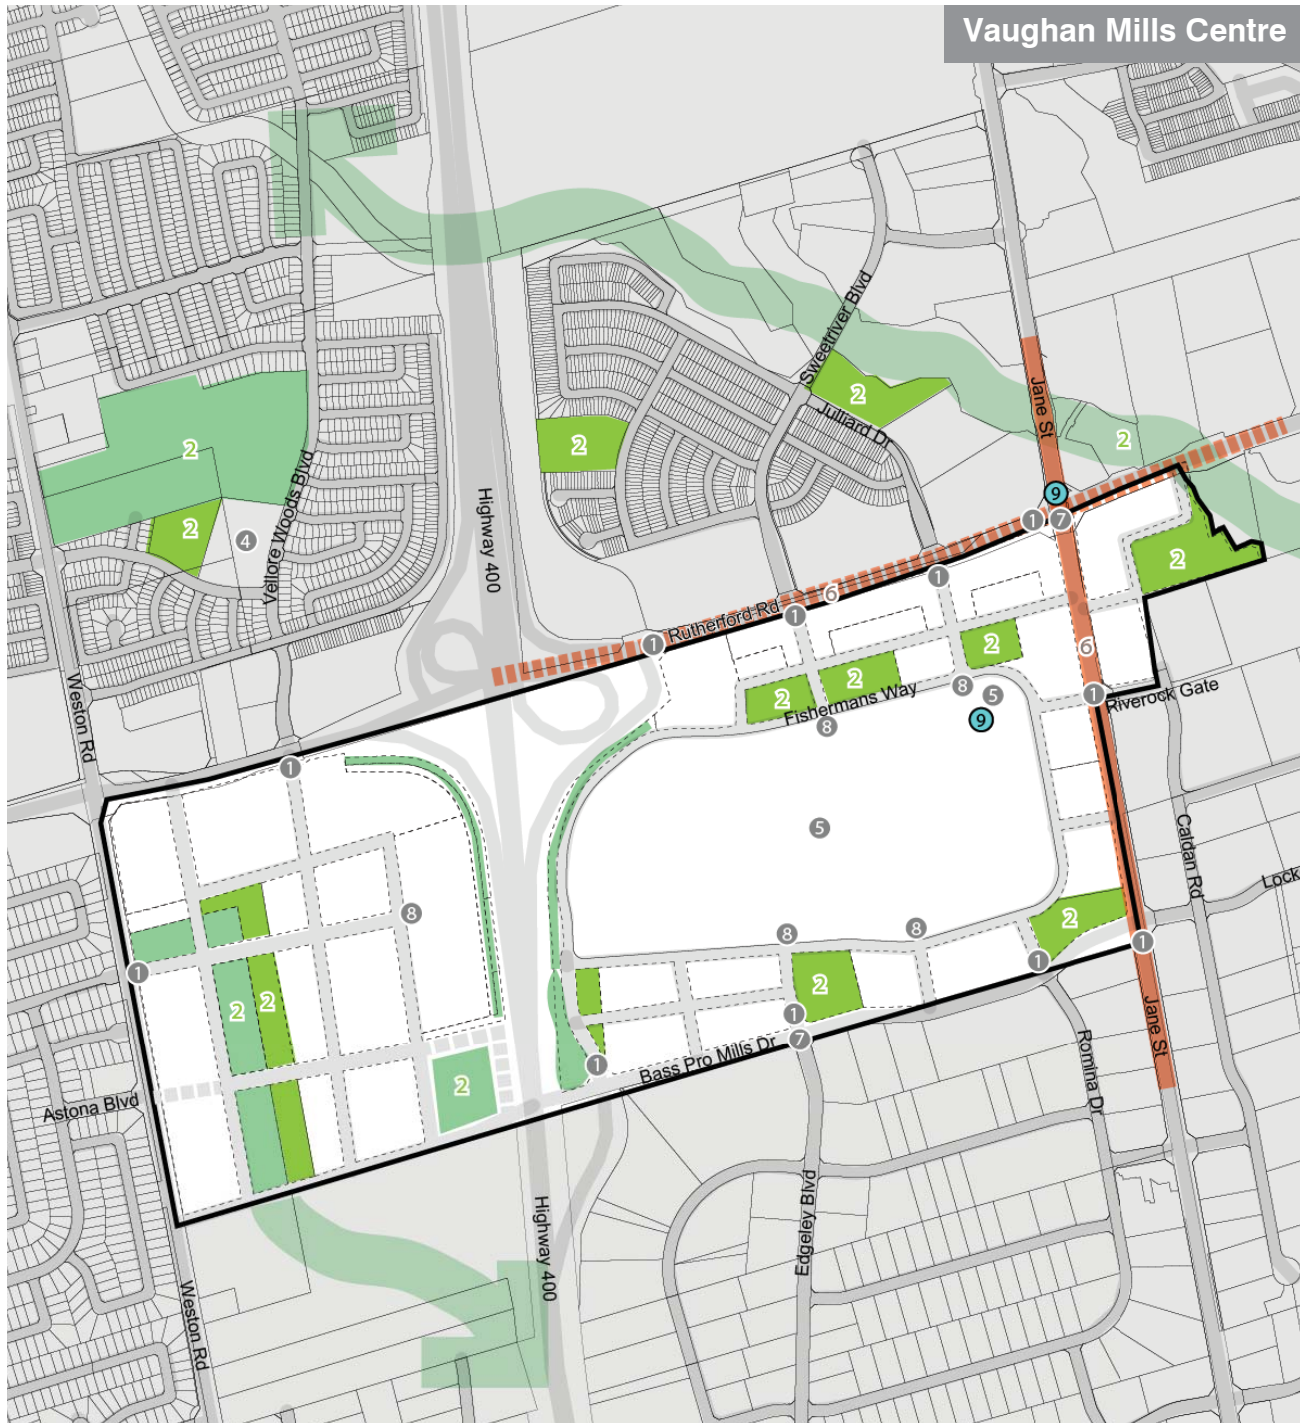 Vaughan Mills Centre
Sweetriver Blvd
Jane St
2
Julliard Dr
2
2
2
Vellore Woods Blvd
Highway 400
9
1
7
2
4
2
1
6
Rutherford Rd
1
1
2
6
Weston Rd
2
2
8
5
1
Riverock Gate
Fishermans Way
9
8
1
5
Caldan Rd
Lock
8
2
8
8
1
1
1
2
2
2
1
Jane St
7
Bass Pro Mills Dr
1
Romina Dr
2
Astona Blvd
Edgeley Blvd
Highway 400
Weston Rd